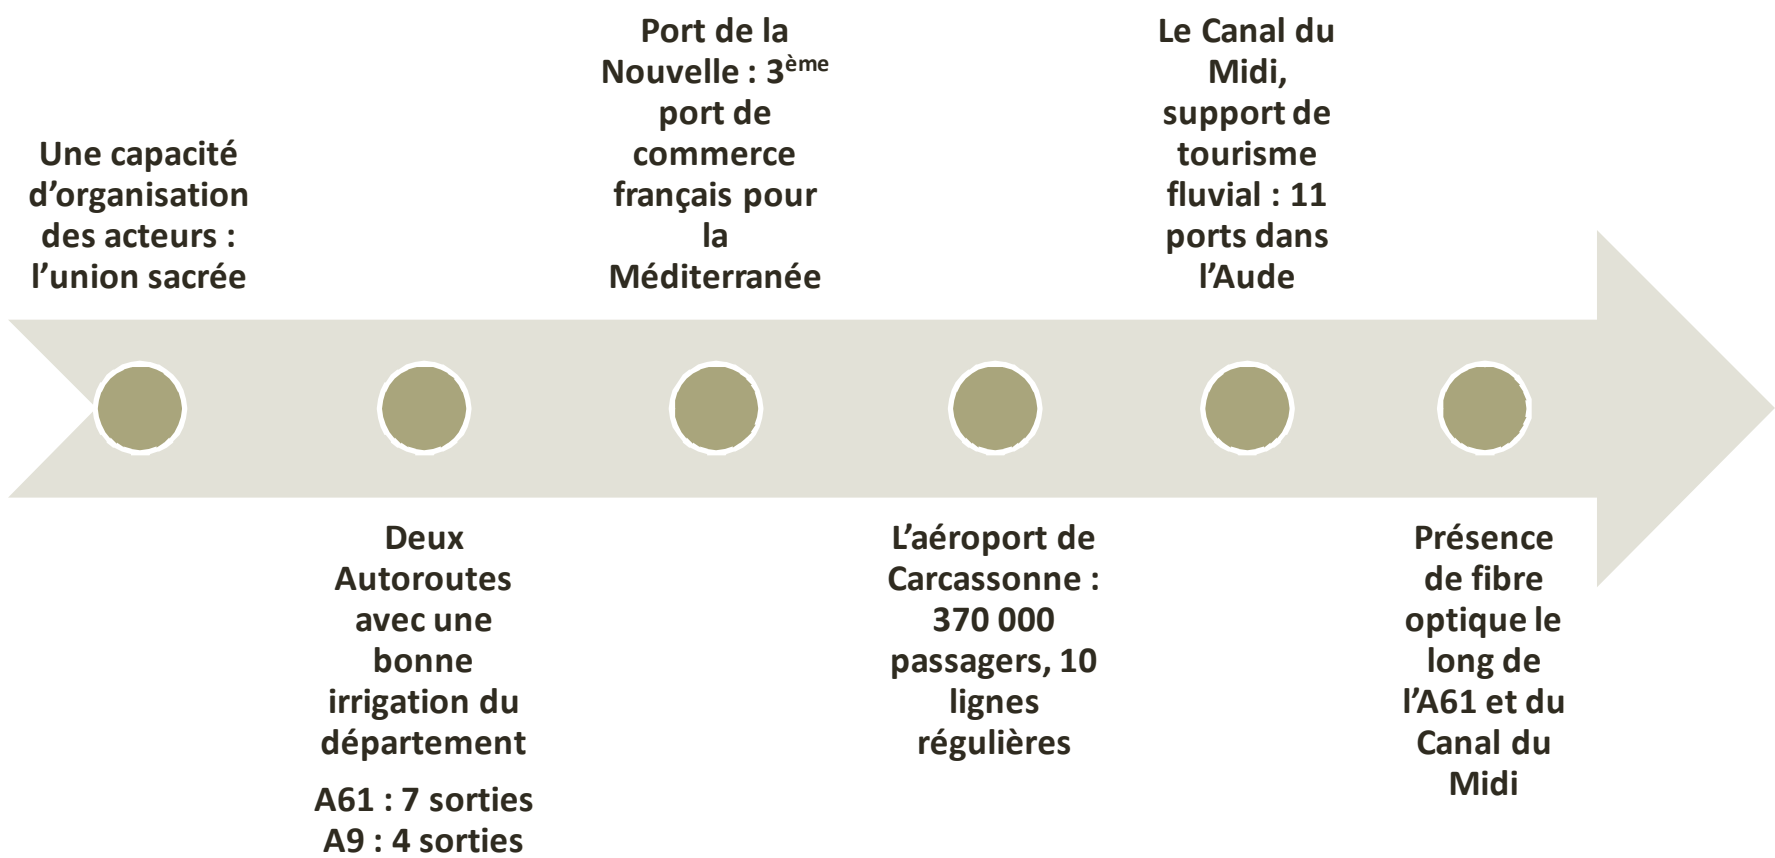 Une capacité
d’organisation
des acteurs :
l’union sacrée
Deux
Autoroutes
avec une
bonne
irrigation du
département
A61 : 7 sorties
A9 : 4 sorties
Port de la
Nouvelle : 3ème
port de
commerce
français pour
la
Méditerranée
L’aéroport de
Carcassonne :
370 000
passagers, 10
lignes
régulières
Le Canal du
Midi,
support de
tourisme
fluvial : 11
ports dans
l’Aude
Présence
de fibre
optique le
long de
l’A61 et du
Canal du
Midi